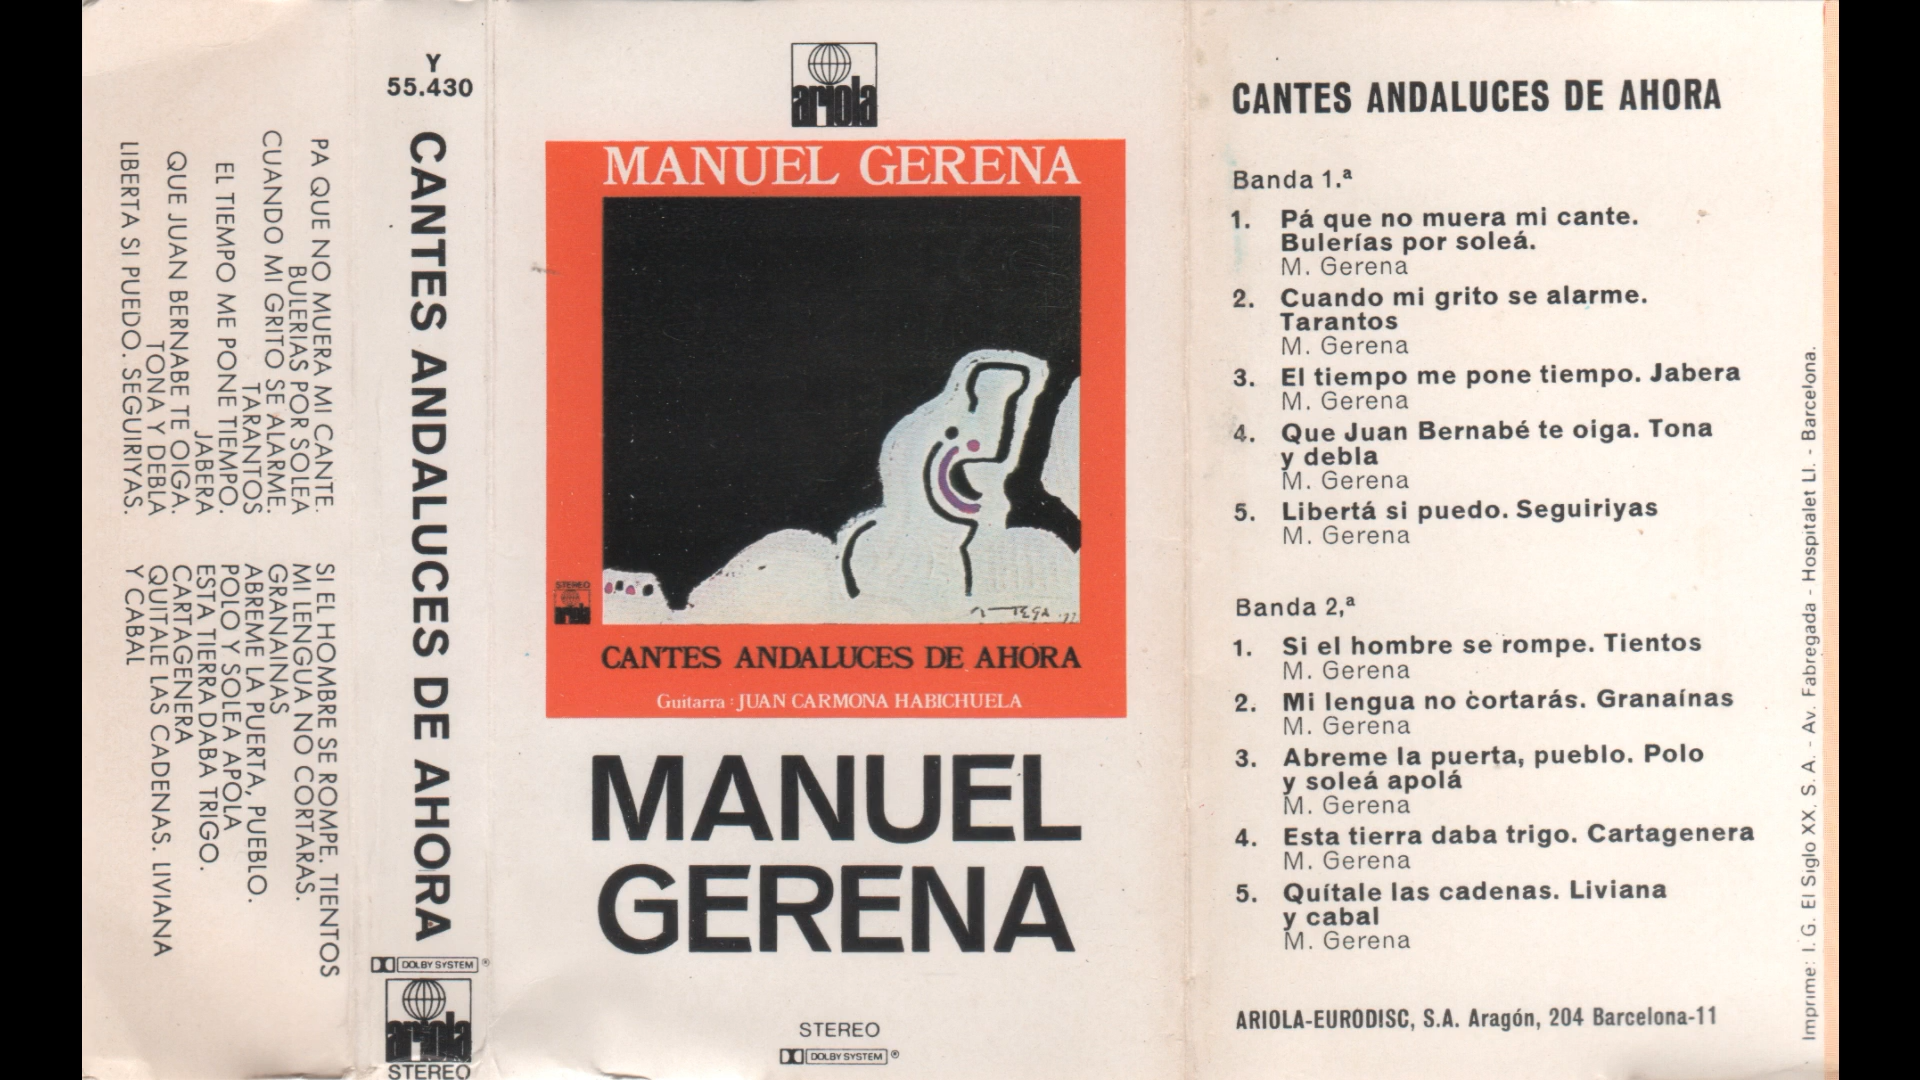 PA QUE NO MUERA MI CANTE.
BULERIAS POR SOLEA
CUANDO MI GRITO SE ALARME.
TARANTOS
EL TIEMPO ME PONE TIEMPO.
JABERA
QUE JUAN BERNABE TE OIGA.
TONA Y DEBLA
LIBERTA SI PUEDO. SEGUIRIYAS.
SI EL HOMBRE SE ROMPE. TIENTOS
MI LENGUA NO CORTARAS.
GRANAINAS
ABREME LA PUERTA, PUEBLO.
POLO Y SOLEA APOLA
ESTA TIERRA DABA TRIGO.
CARTAGENERA
QUITALE LAS CADENAS. LIVIANA
Y CABAL
Y
55.430
CANTES ANDALUCES DE AHORA
DOLBY SYSTEM ®
ariola
STEREO
ariola
MANUEL GERENA
STEREO
ariola
CANTES ANDALUCES DE AHORA
Guitarra : JUAN CARMONA HABICHUELA
MANUEL
GERENA
STEREO
DOLBY SYSTEM ®
CANTES ANDALUCES DE AHORA
Banda 1.ª
1. Pá que no muera mi cante.
Bulerías por soleá.
M. Gerena
2. Cuando mi grito se alarme.
Tarantos
M. Gerena
3. El tiempo me pone tiempo. Jabera
M. Gerena
4. Que Juan Bernabé te oiga. Tona
y debla
M. Gerena
5. Libertá si puedo. Seguiriyas
M. Gerena
Banda 2,ª
1. Si el hombre se rompe. Tientos
M. Gerena
2. Mi lengua no cortarás. Granaínas
M. Gerena
3. Abreme la puerta, pueblo. Polo
y soleá apolá
M. Gerena
4. Esta tierra daba trigo. Cartagenera
M. Gerena
5. Quítale las cadenas. Liviana
y cabal
M. Gerena
ARIOLA-EURODISC, S.A. Aragón, 204 Barcelona-11
Imprime: I. G. El Siglo XX, S. A. - Av. Fabregada - Hospitalet Ll. - Barcelona.